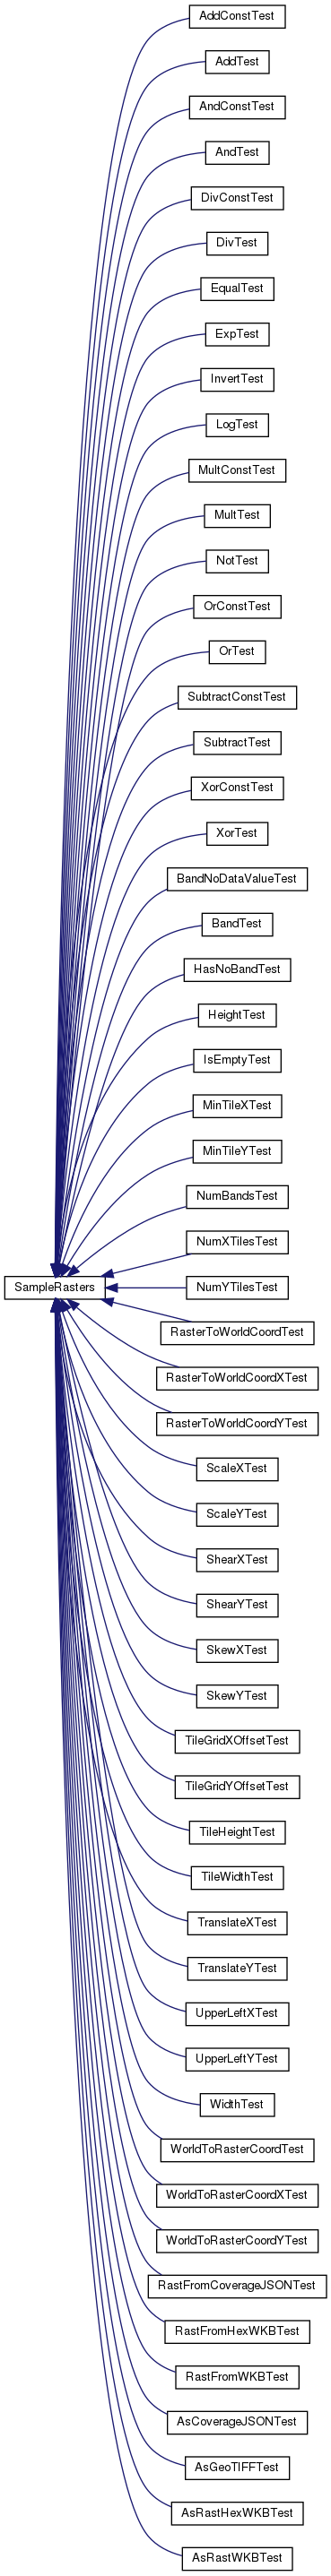 AddConstTest
AddTest
AndConstTest
AndTest
DivConstTest
DivTest
EqualTest
ExpTest
InvertTest
LogTest
MultConstTest
MultTest
NotTest
OrConstTest
OrTest
SubtractConstTest
SubtractTest
XorConstTest
XorTest
BandNoDataValueTest
BandTest
HasNoBandTest
HeightTest
IsEmptyTest
MinTileXTest
MinTileYTest
NumBandsTest
NumXTilesTest
SampleRasters
NumYTilesTest
RasterToWorldCoordTest
RasterToWorldCoordXTest
RasterToWorldCoordYTest
ScaleXTest
ScaleYTest
ShearXTest
ShearYTest
SkewXTest
SkewYTest
TileGridXOffsetTest
TileGridYOffsetTest
TileHeightTest
TileWidthTest
TranslateXTest
TranslateYTest
UpperLeftXTest
UpperLeftYTest
WidthTest
WorldToRasterCoordTest
WorldToRasterCoordXTest
WorldToRasterCoordYTest
RastFromCoverageJSONTest
RastFromHexWKBTest
RastFromWKBTest
AsCoverageJSONTest
AsGeoTIFFTest
AsRastHexWKBTest
AsRastWKBTest